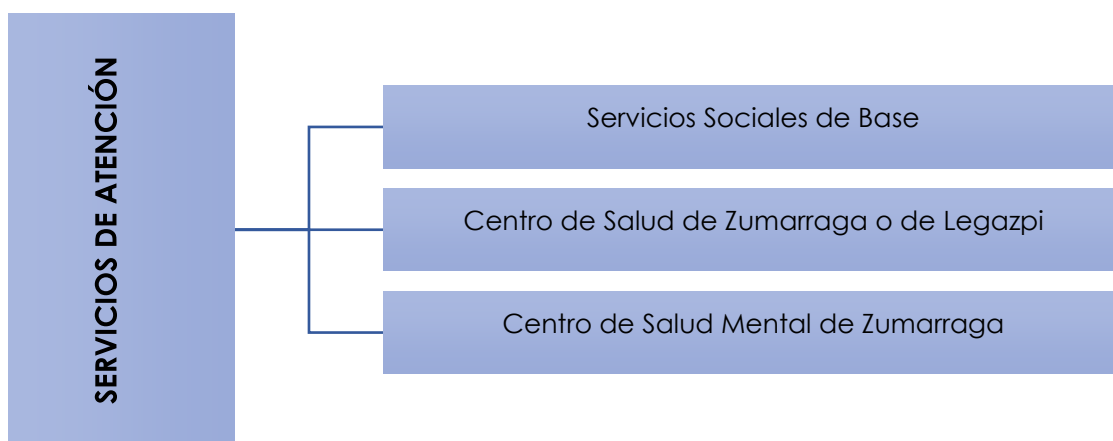 SERVICIOS DE ATENCIÓN
Servicios Sociales de Base
Centro de Salud de Zumarraga o de Legazpi
Centro de Salud Mental de Zumarraga